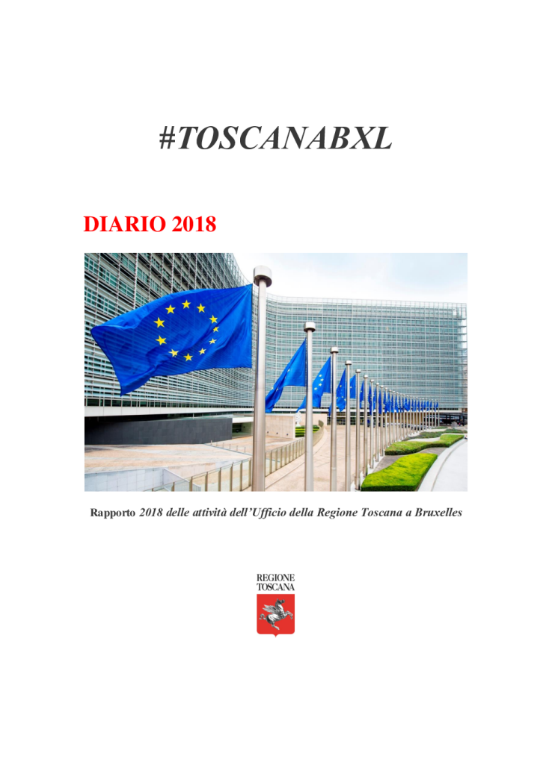 #TOSCANABXL
DIARIO 2018
Rapporto 2018 delle attività dell'Ufficio della Regione Toscana a Bruxelles
REGIONE
TOSCANA